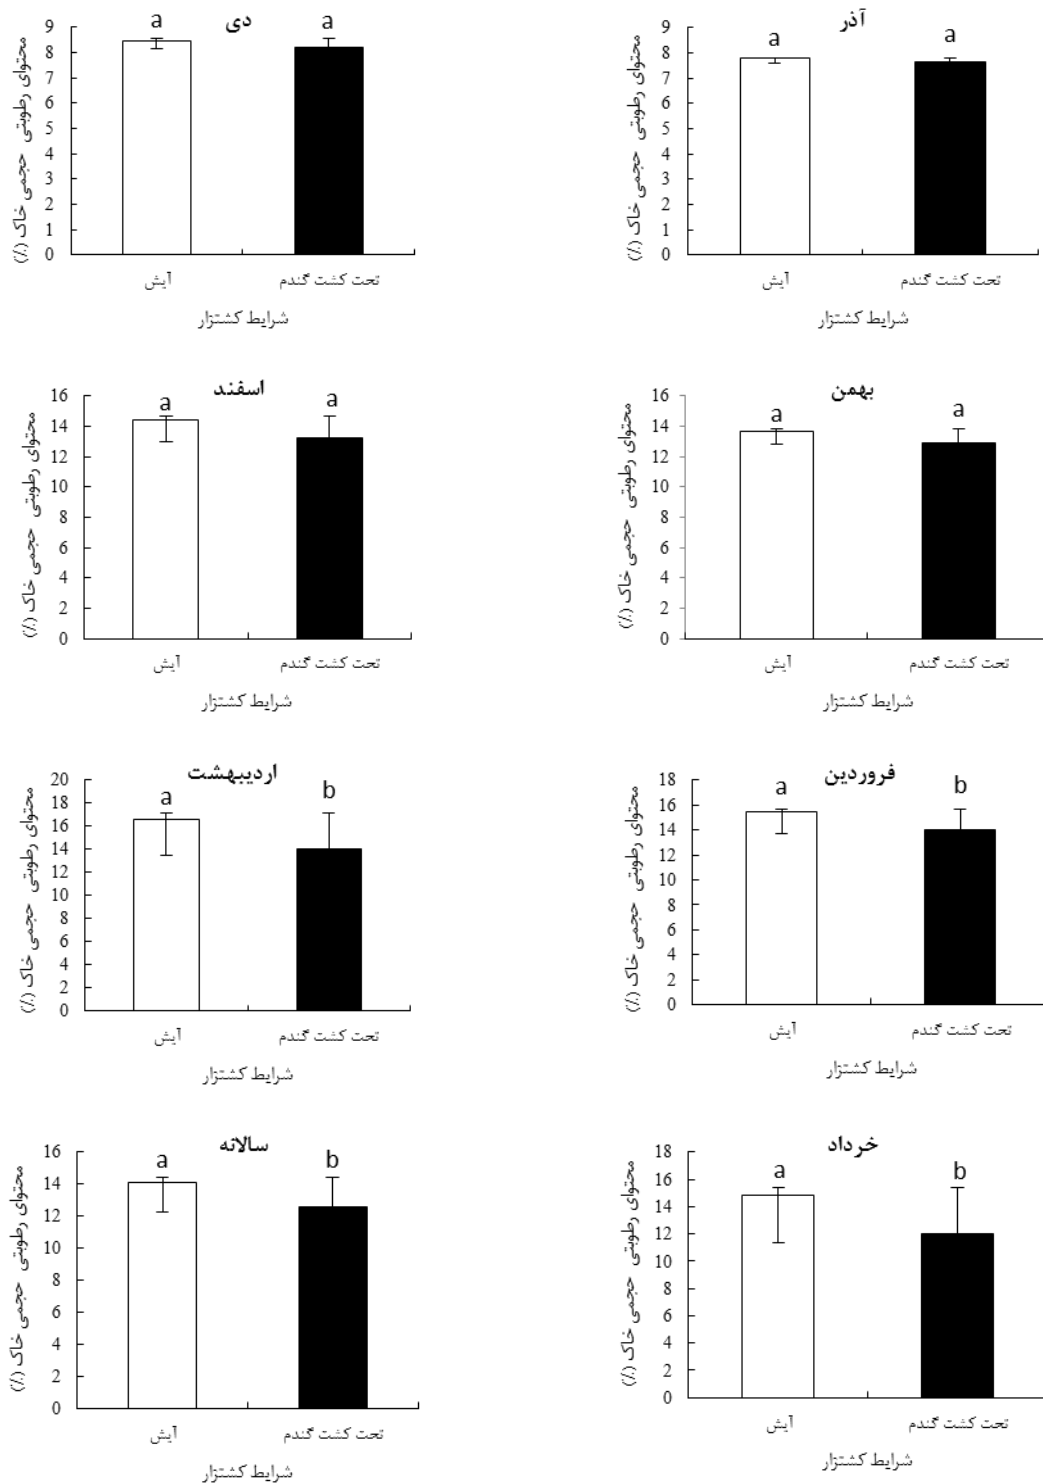 آذر
محتوای رطوبتی حجمی خاک (٪)
9
8
7
6
5
4
3
2
1
0
a
a
آیش
تحت کشت گندم
شرایط کشتزار
دی
محتوای رطوبتی حجمی خاک (٪)
9
8
7
6
5
4
3
2
1
0
a
a
آیش
تحت کشت گندم
شرایط کشتزار
بهمن
محتوای رطوبتی حجمی خاک (٪)
16
14
12
10
8
6
4
2
0
a
a
آیش
تحت کشت گندم
شرایط کشتزار
اسفند
محتوای رطوبتی حجمی خاک (٪)
16
14
12
10
8
6
4
2
0
a
a
آیش
تحت کشت گندم
شرایط کشتزار
فروردین
محتوای رطوبتی حجمی خاک (٪)
18
16
14
12
10
8
6
4
2
0
a
b
آیش
تحت کشت گندم
شرایط کشتزار
اردیبهشت
محتوای رطوبتی حجمی خاک (٪)
20
18
16
14
12
10
8
6
4
2
0
a
b
آیش
تحت کشت گندم
شرایط کشتزار
خرداد
محتوای رطوبتی حجمی خاک (٪)
18
16
14
12
10
8
6
4
2
0
a
b
آیش
تحت کشت گندم
شرایط کشتزار
سالانه
محتوای رطوبتی حجمی خاک (٪)
16
14
12
10
8
6
4
2
0
a
b
آیش
تحت کشت گندم
شرایط کشتزار